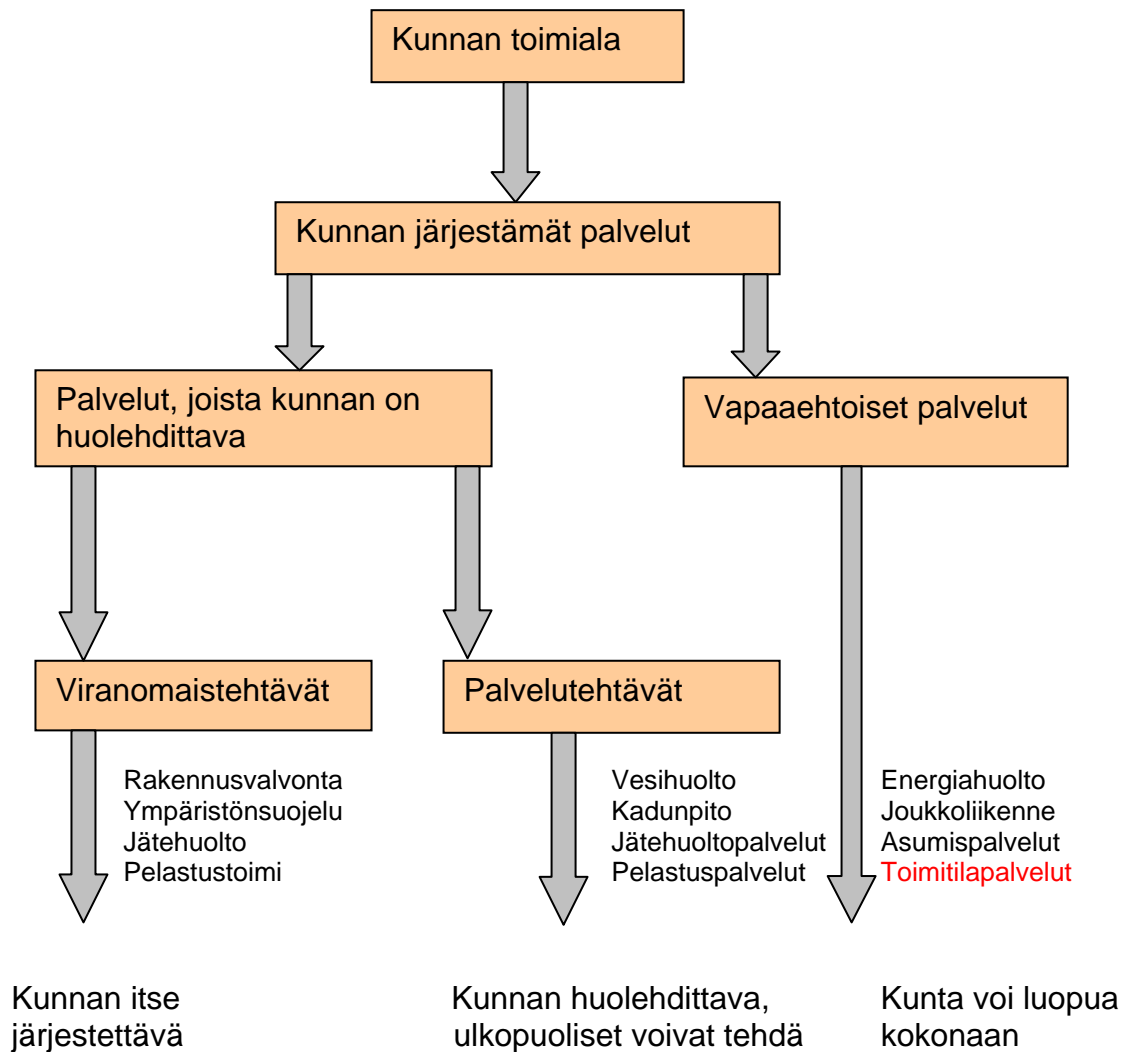 Kunnan toimiala
Kunnan järjestämät palvelut
Palvelut, joista kunnan on
huolehdittava
Vapaaehtoiset palvelut
Viranomaistehtävät
Palvelutehtävät
Rakennusvalvonta
Ympäristönsuojelu
Jätehuolto
Pelastustoimi
Vesihuolto
Kadunpito
Jätehuoltopalvelut
Pelastuspalvelut
Energiahuolto
Joukkoliikenne
Asumispalvelut
Toimitilapalvelut
Kunnan itse
järjestettävä
Kunnan huolehdittava,
ulkopuoliset voivat tehdä
Kunta voi luopua
kokonaan